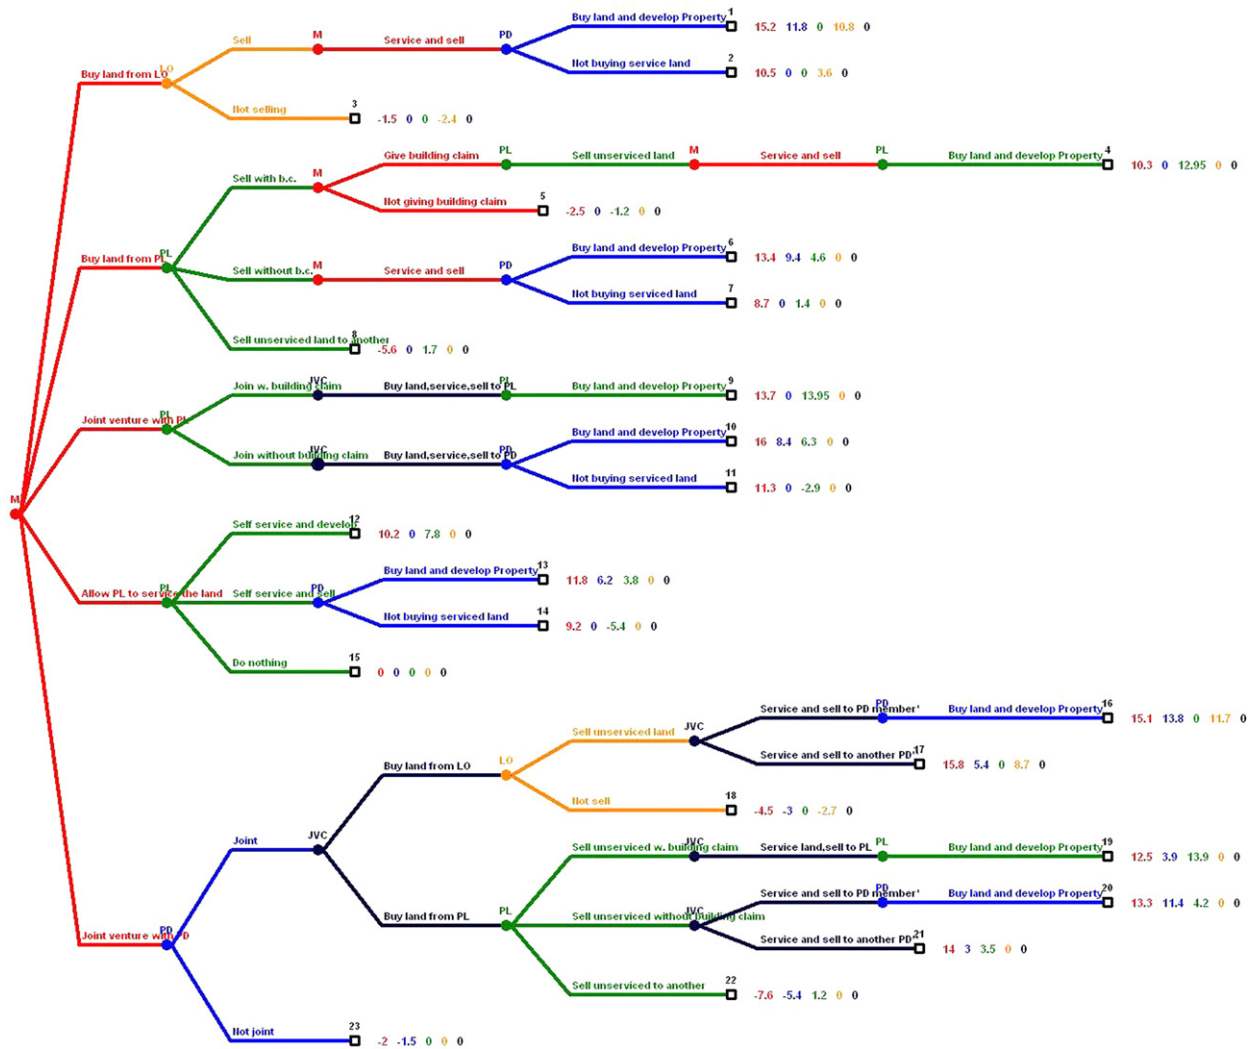 1
Buy land and develop Property
15.2 11.8 0 10.8 0
Sell
M
Service and sell
PD
2
Not buying service land
10.5 0 0 3.6 0
Buy land from LO
LO
3
Not selling
-1.5 0 0 -2.4 0
Give building claim
PL
Sell unserviced land
M
Service and sell
PL
Buy land and develop Property
4
10.3 0 12.95 0 0
Sell with b.c.
M
5
Not giving building claim
-2.5 0 -1.2 0 0
6
Buy land and develop Property
13.4 9.4 4.6 0 0
Buy land from PL
PL
Sell without b.c.
M
Service and sell
PD
7
Not buying serviced land
8.7 0 1.4 0 0
8
Sell unserviced land to another
-5.6 0 1.7 0 0
Join w. building claim
JVC
Buy land,service,sell to PL
PL
Buy land and develop Property
9
13.7 0 13.95 0 0
Joint venture with PL
PL
10
Buy land and develop Property
16 8.4 6.3 0 0
Join without building claim
JVC
Buy land,service,sell to PD
PD
11
Not buying serviced land
11.3 0 -2.9 0 0
M
12
Self service and develop
10.2 0 7.8 0 0
13
Buy land and develop Property
11.8 6.2 3.8 0 0
Allow PL to service the land
PL
Self service and sell
PD
14
Not buying serviced land
9.2 0 -5.4 0 0
15
Do nothing
0 0 0 0 0
Service and sell to PD member'
PD
Buy land and develop Property
16
15.1 13.8 0 11.7 0
Sell unserviced land
JVC
Service and sell to another PD'
17
15.8 5.4 0 8.7 0
Buy land from LO
LO
18
Not sell
-4.5 -3 0 -2.7 0
Joint
JVC
Sell unserviced w. building claim
JVC
Service land,sell to PL
PL
Buy land and develop Property
19
12.5 3.9 13.9 0 0
Service and sell to PD member'
PD
Buy land and develop Property
20
13.3 11.4 4.2 0 0
Buy land from PL
PL
Sell unserviced without building claim
JVC
Service and sell to another PD'
21
14 3 3.5 0 0
Joint venture with PD
PD
22
Sell unserviced to another
-7.6 -5.4 1.2 0 0
23
Not joint
-2 -1.5 0 0 0